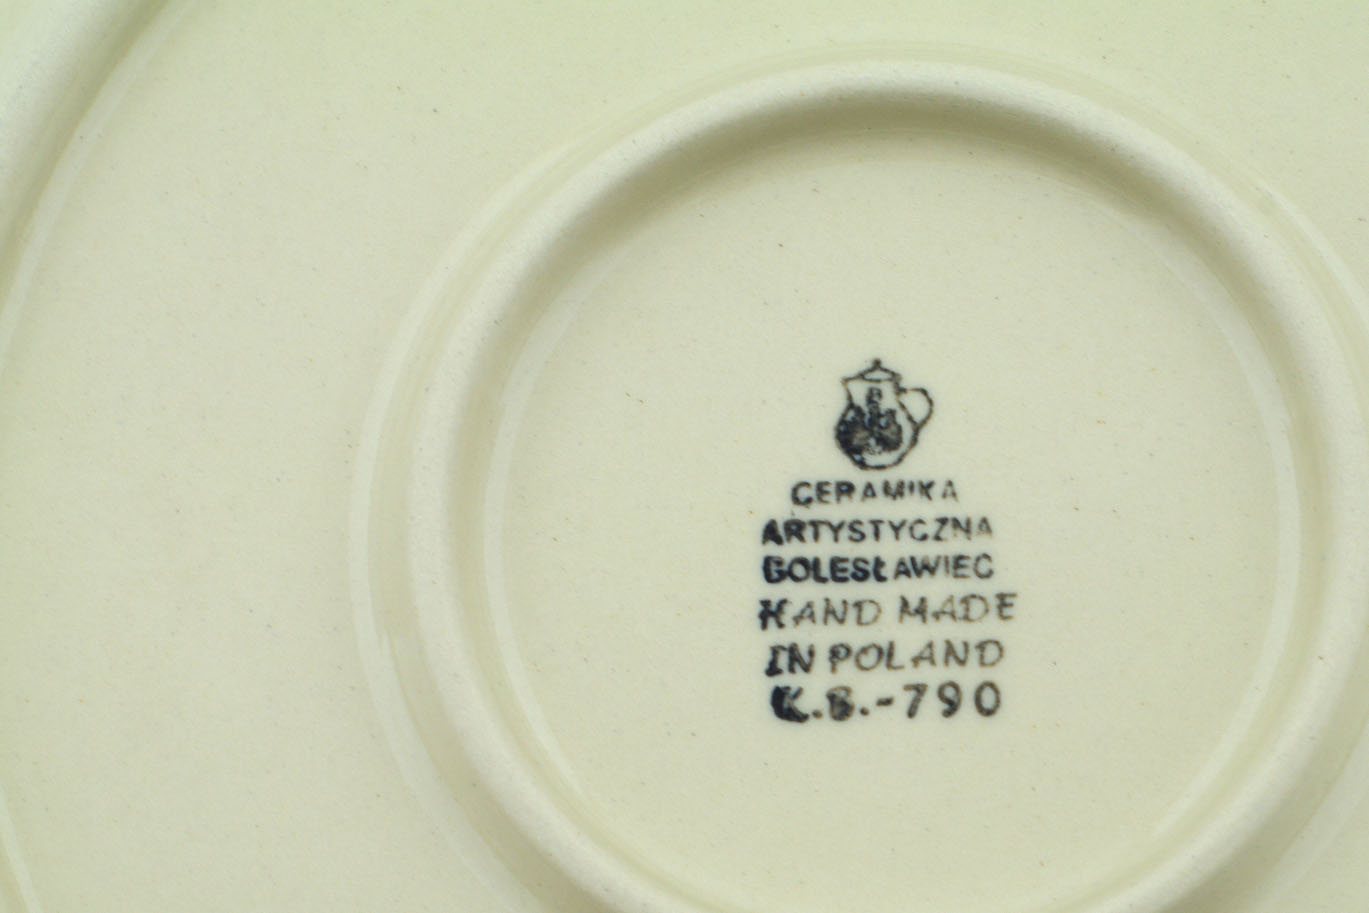 CERAMIKA
ARTYSTYCZNA
BOLESŁAWIEC
HAND MADE
IN POLAND
K.B.-790